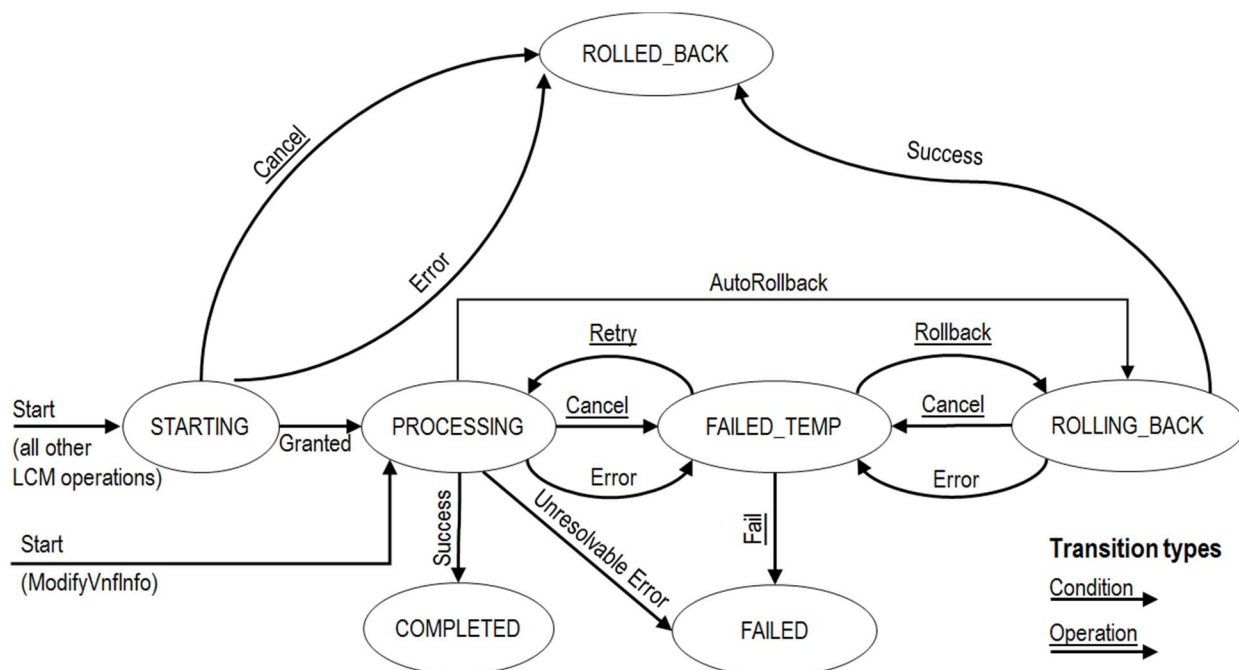 ROLLED_BACK
Cancel
Success
Error
AutoRollback
Retry
Rollback
Start
(all other
LCM operations)
STARTING
Granted
PROCESSING
Cancel
FAILED_TEMP
Cancel
ROLLING_BACK
Error
Error
Start
(ModifyVnfInfo)
Success
Unresolvable Error
Fail
COMPLETED
FAILED
Transition types
Condition
Operation